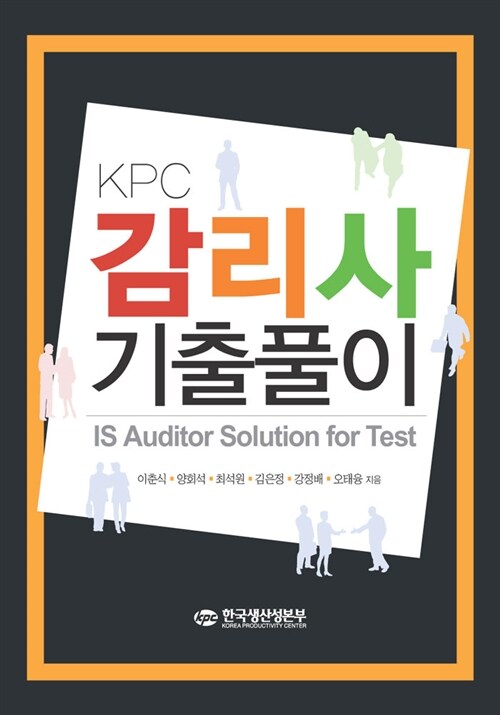 KPC
감리사
기출풀이
IS Auditor Solution for Test
이춘식 ▪ 양회석 ▪ 최석원 ▪ 김은정 ▪ 강정배 ▪ 오태융 지음
kpc 한국생산성본부
KOREA PRODUCTIVITY CENTER